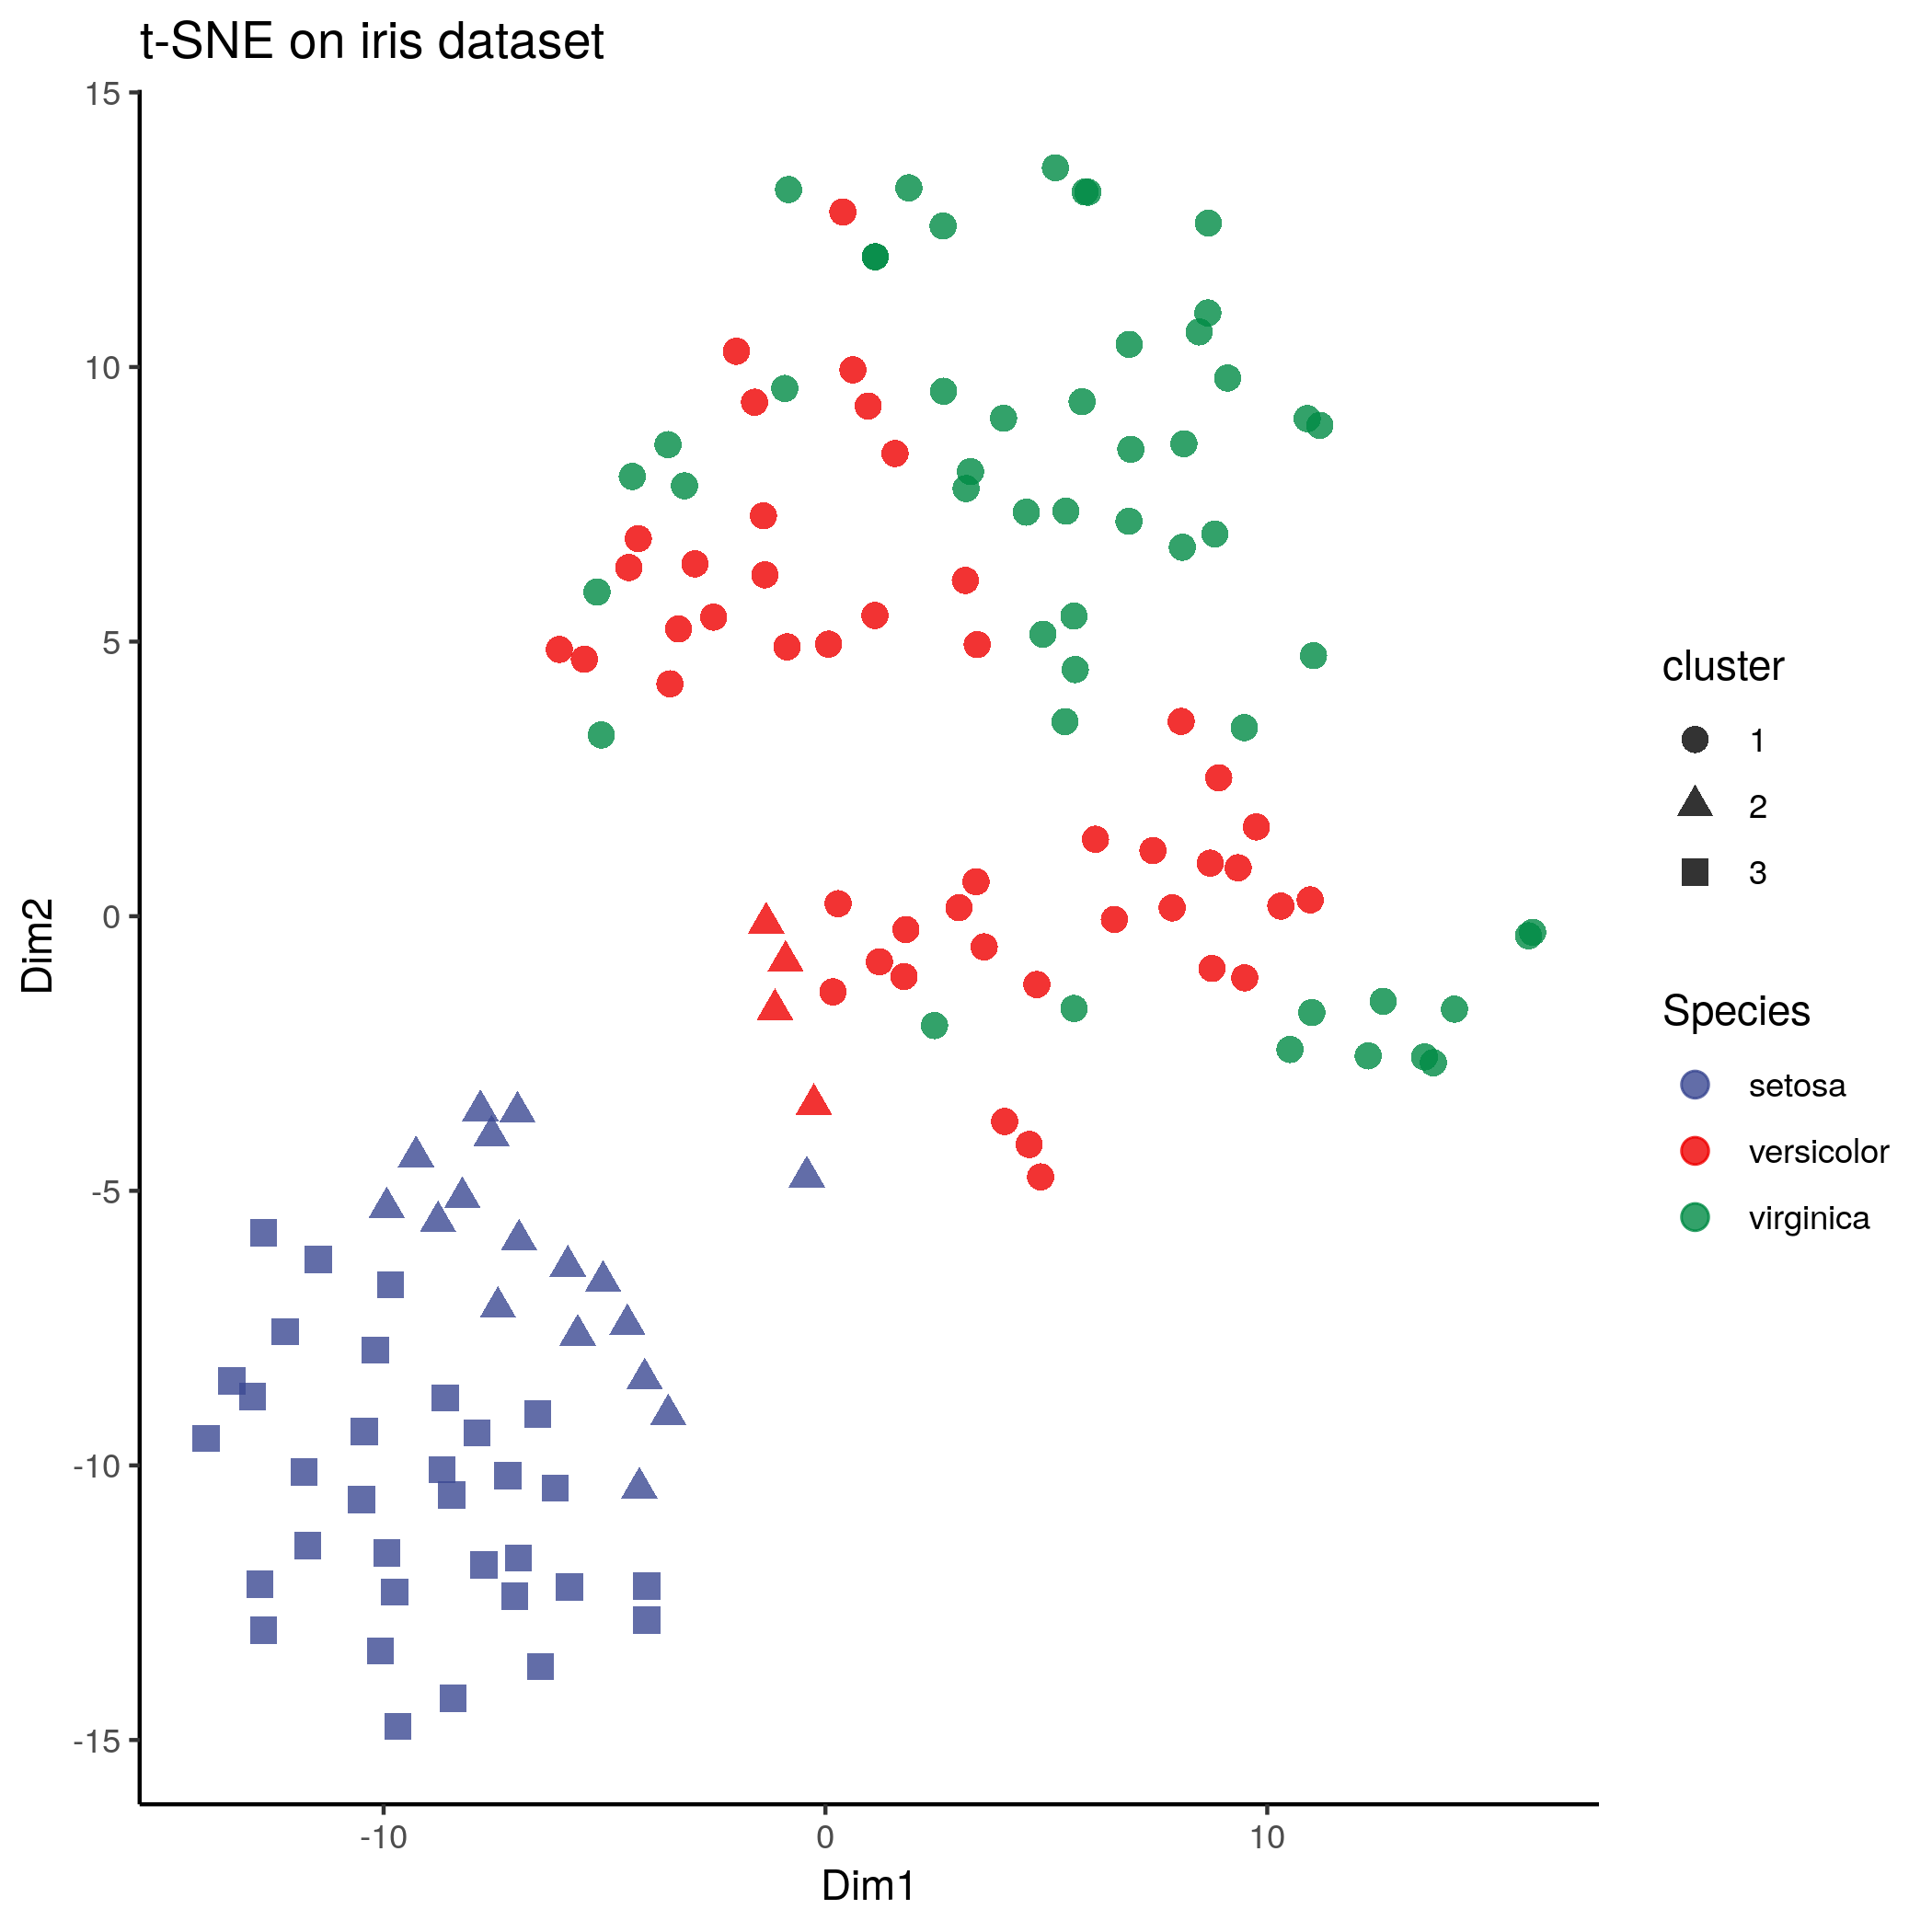 t-SNE on iris dataset
15
10
5
0
-5
-10
-15
Dim2
-10
0
10
Dim1
cluster
1
2
3
Species
setosa
versicolor
virginica